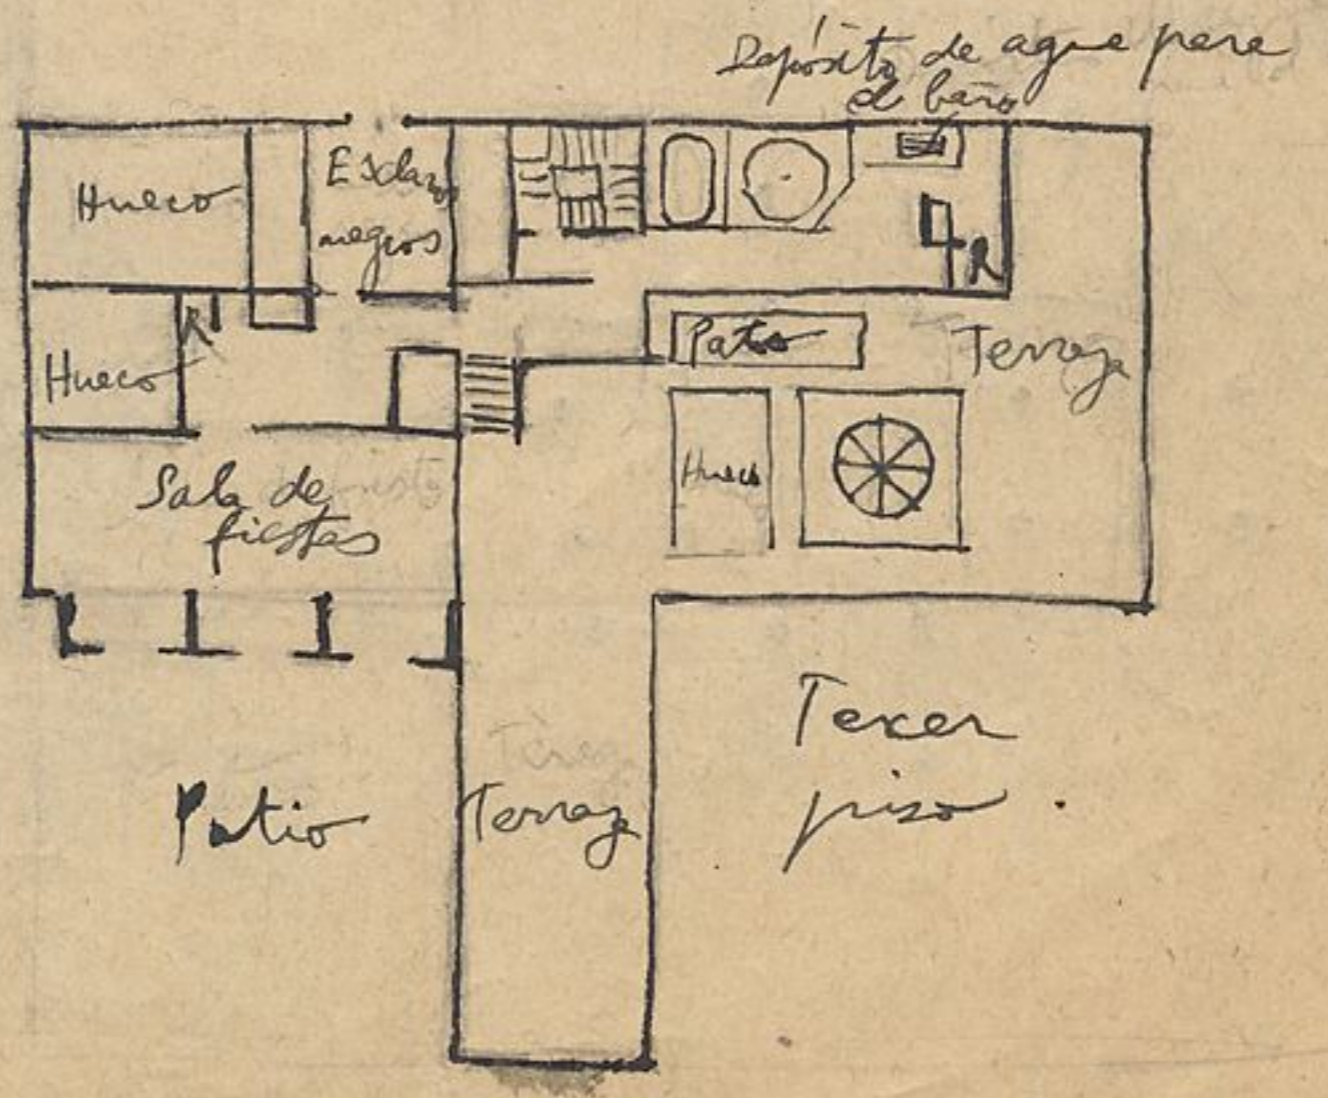 Depósito de agua para
el baño
Hueco
Esclavos
negros
R
Hueco
R
Patio
Terraza
Hueco
Sala de
fiestas
Tercer
piso.
Patio
Terraza